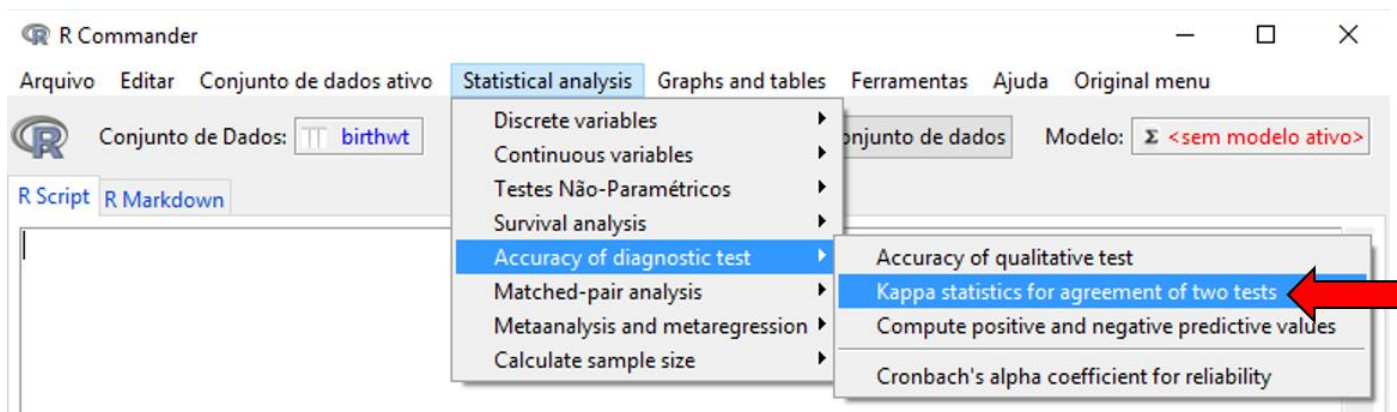 R Commander
Arquivo Editar Conjunto de dados ativo Statistical analysis Graphs and tables Ferramentas Ajuda Original menu
R Conjunto de Dados: birthwt onjunto de dados Modelo: Σ <sem modelo ativo>
R Script R Markdown
Discrete variables
Continuous variables
Testes Não-Paramétricos
Survival analysis
Accuracy of diagnostic test
Matched-pair analysis
Metaanalysis and metaregression
Calculate sample size
Accuracy of qualitative test
Kappa statistics for agreement of two tests
Compute positive and negative predictive values
Cronbach's alpha coefficient for reliability